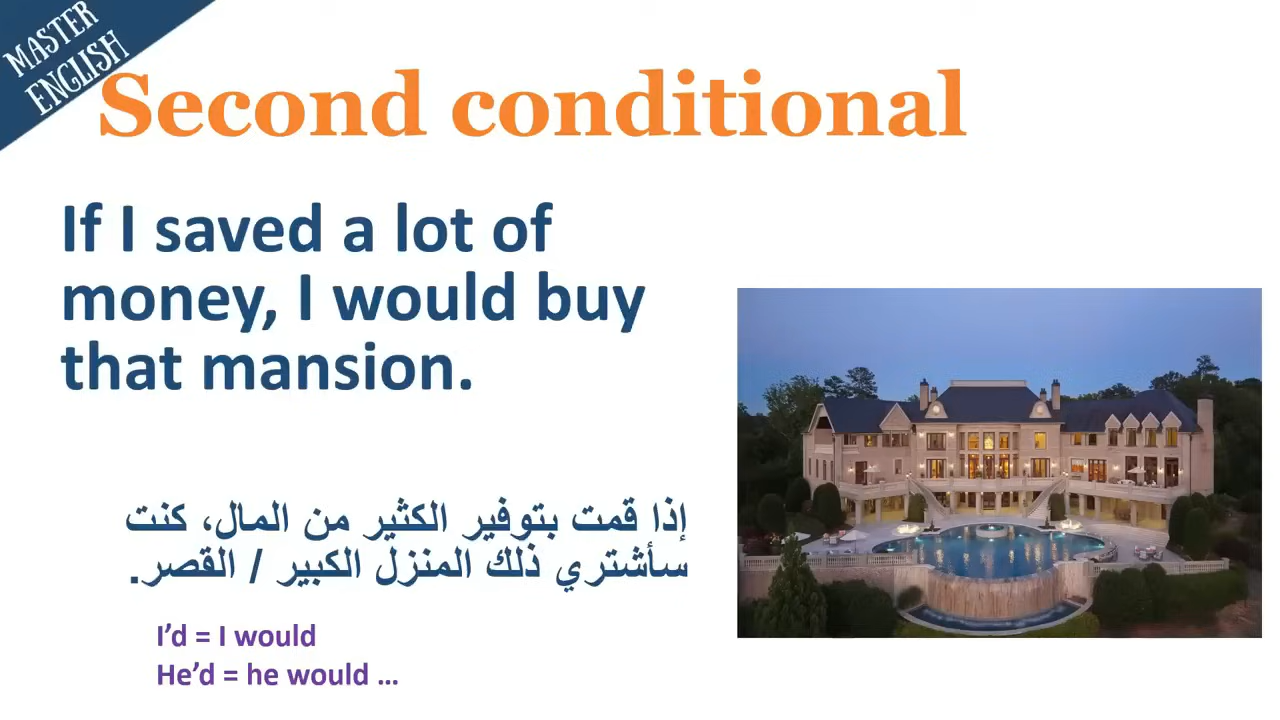 MASTER
ENGLISH
Second conditional
If I saved a lot of
money, I would buy
that mansion.
إذا قمت بتوفير الكثير من المال، كنت
سأشتري ذلك المنزل الكبير / القصر.
I’d = I would
He’d = he would …